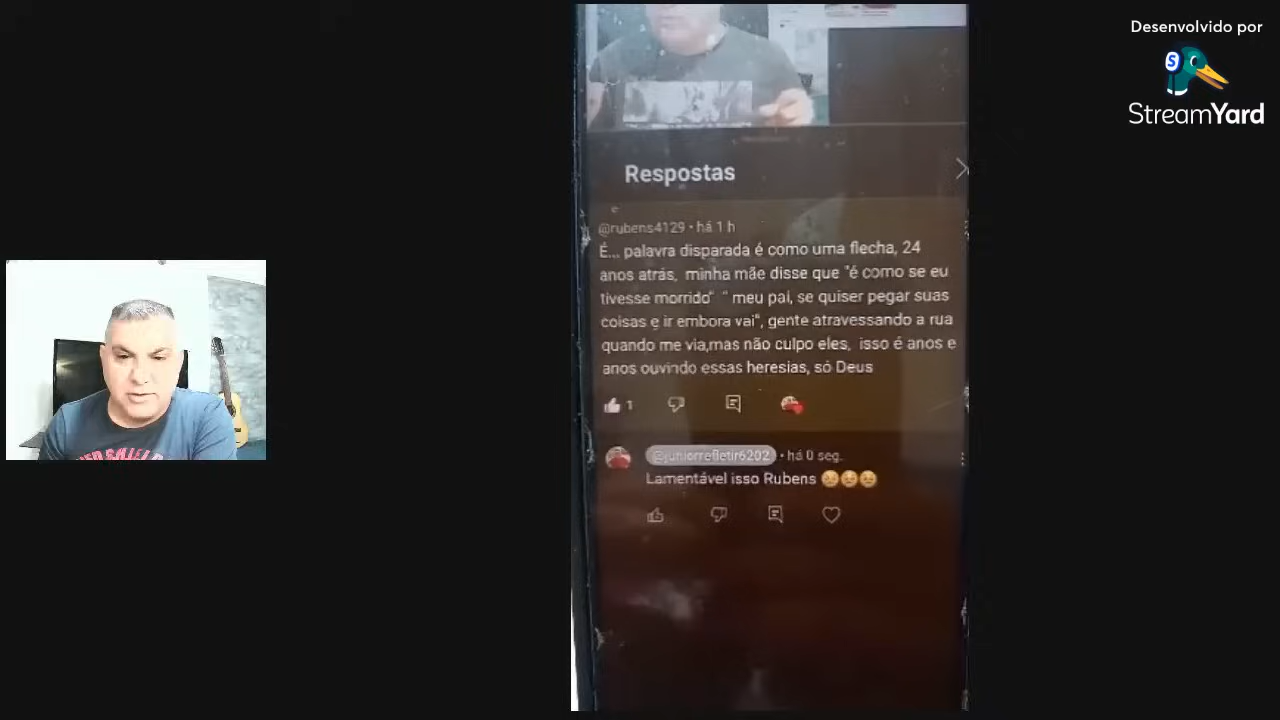 Desenvolvido por
StreamYard
Respostas
@rubens4129 • há 1 h
É... palavra disparada é como uma flecha, 24
anos atrás, minha mãe disse que "é como se eu
tivesse morrido" " meu pai, se quiser pegar suas
coisas e ir embora vai", gente atravessando a rua
quando me via,mas não culpo eles, isso é anos e
anos ouvindo essas heresias, só Deus
1
@juniorrefletir6202 • há 0 seg.
Lamentável isso Rubens